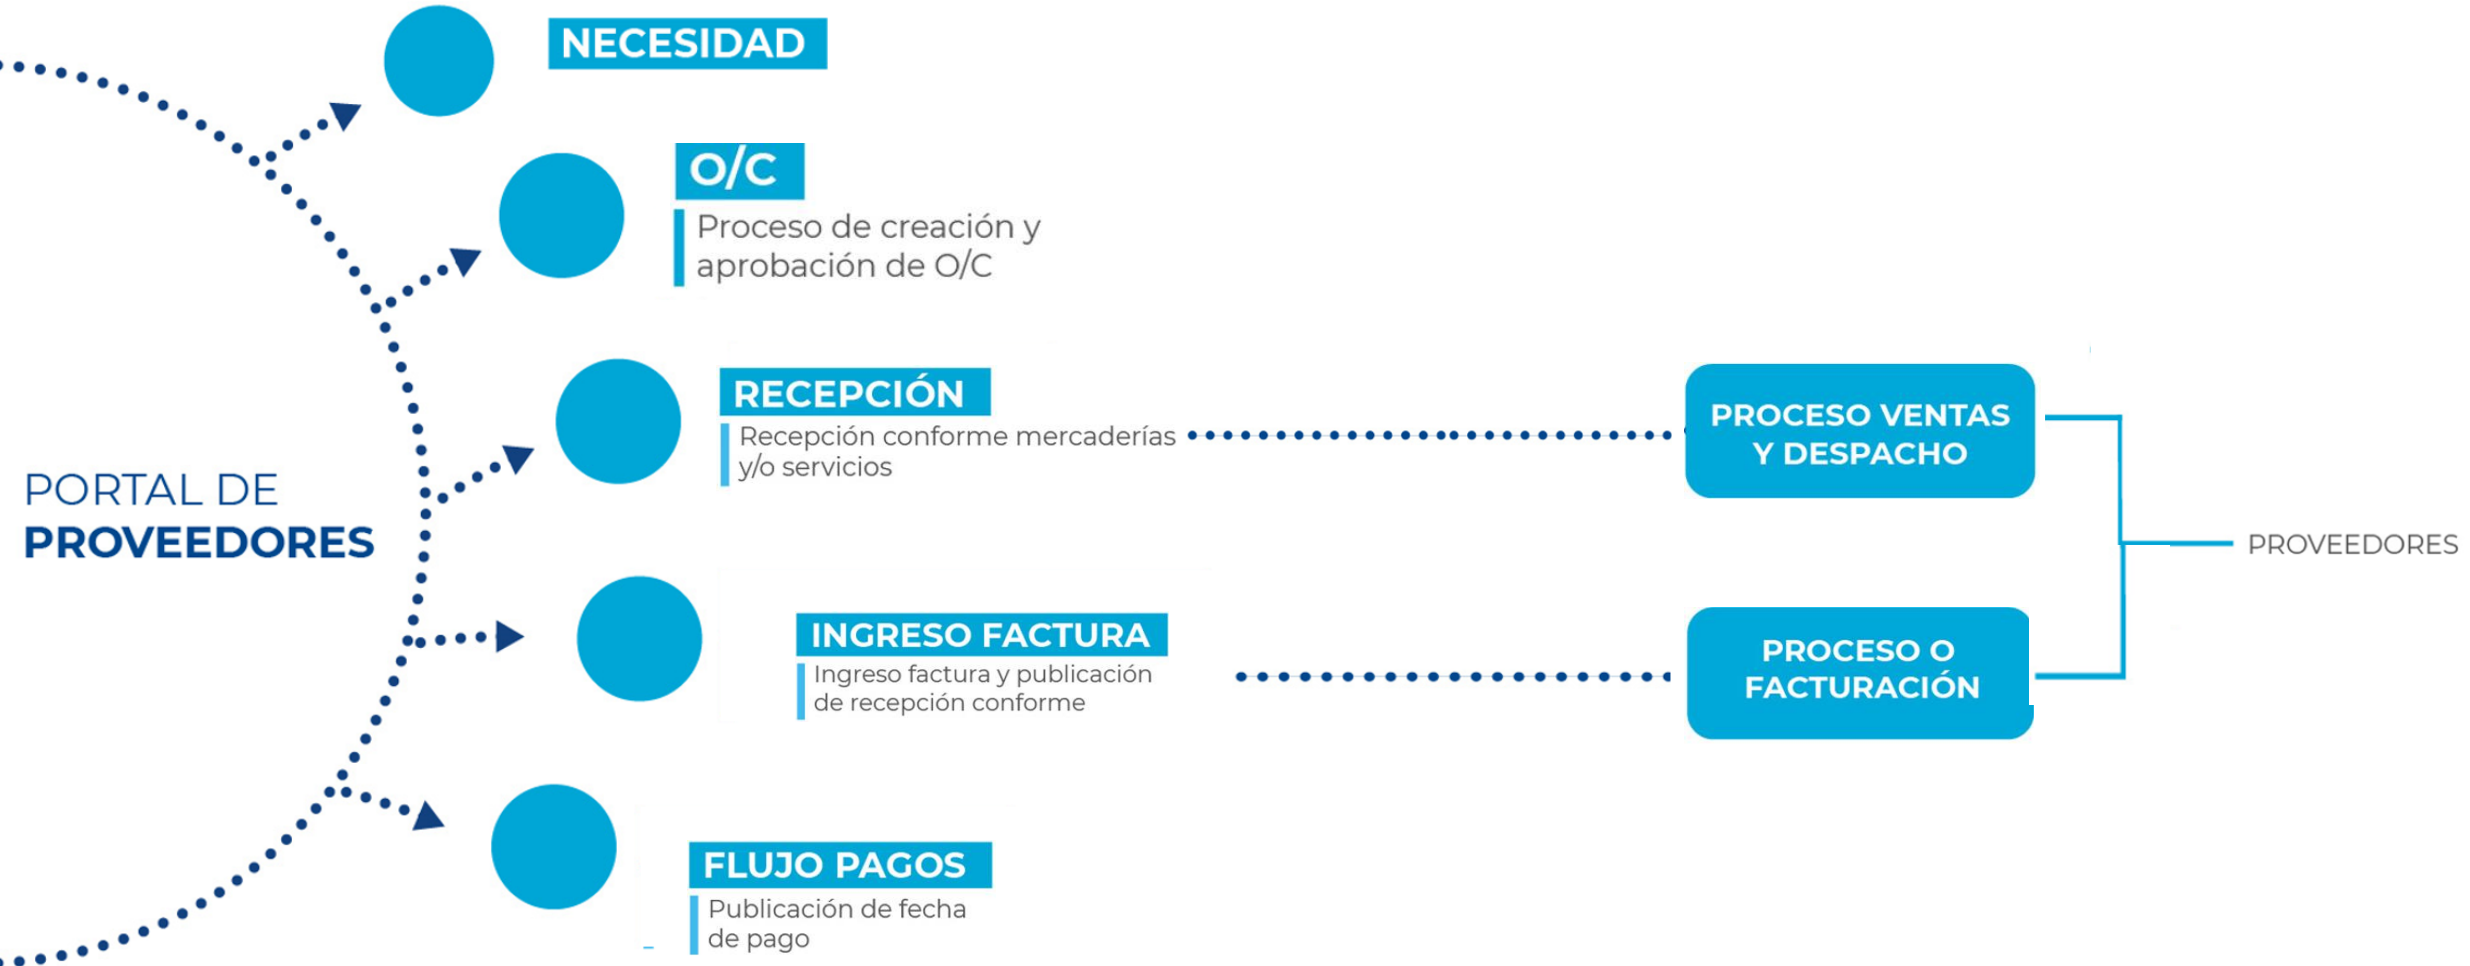 NECESIDAD
O/C
Proceso de creación y
aprobación de O/C
RECEPCIÓN
Recepción conforme mercaderías
y/o servicios
PROCESO VENTAS
Y DESPACHO
PORTAL DE
PROVEEDORES
PROVEEDORES
INGRESO FACTURA
Ingreso factura y publicación
de recepción conforme
PROCESO O
FACTURACIÓN
FLUJO PAGOS
Publicación de fecha
de pago